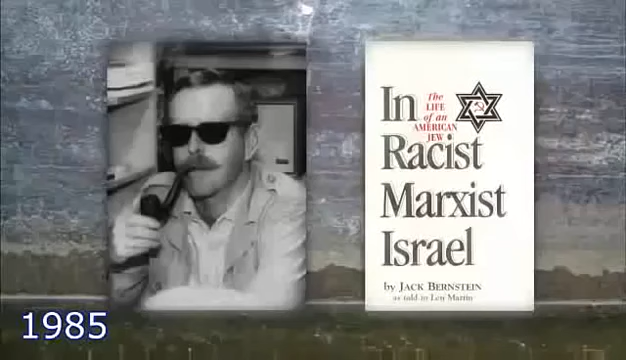 The
LIFE
of an
AMERICAN
JEW
In
Racist
Marxist
Israel
by JACK BERNSTEIN
as told to Len Martin
1985